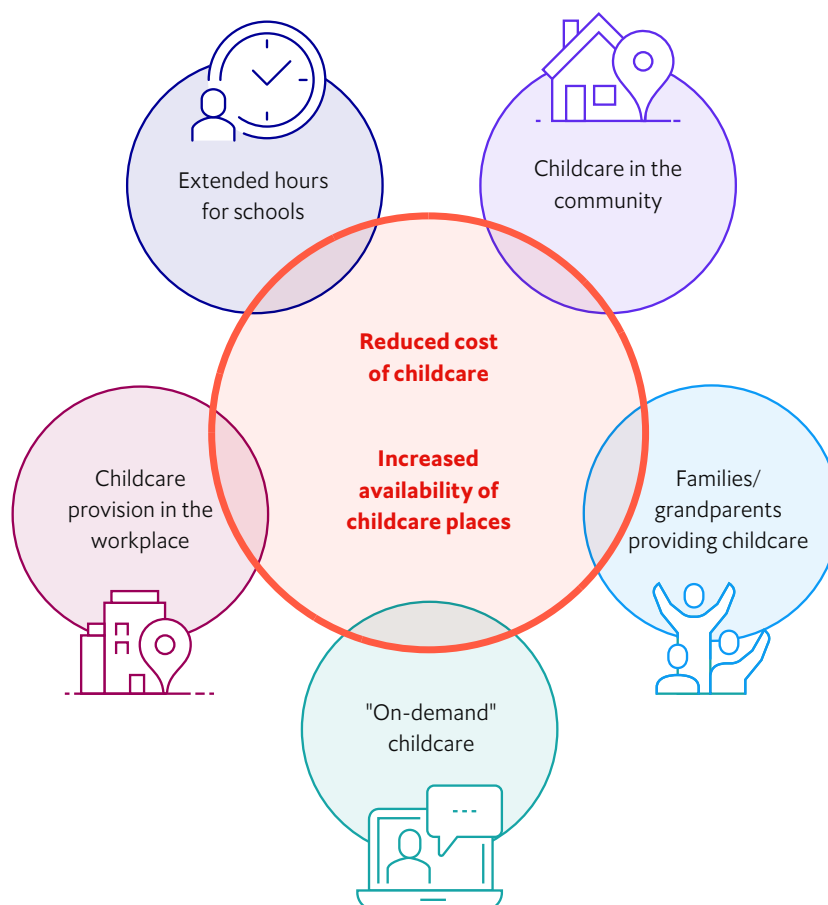 Extended hours
for schools
Childcare in the
community
Reduced cost
of childcare
Increased
availability of
childcare places
Childcare
provision in the
workplace
Families/
grandparents
providing childcare
"On-demand"
childcare